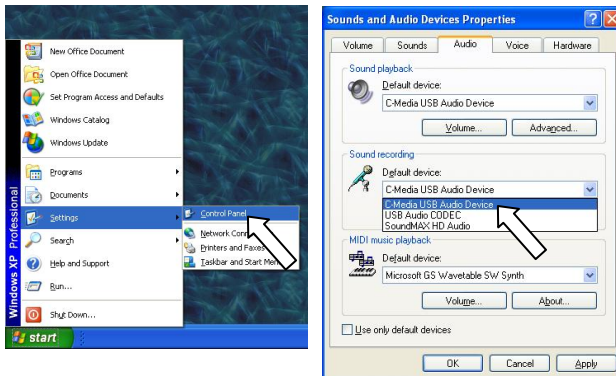 New Office Document
Open Office Document
Set Program Access and Defaults
Windows Catalog
Windows Update
Programs
Documents
Settings
Search
Help and Support
Run...
Shut Down...
Windows XP Professional
Control Panel
Network Conn
Printers and Faxes
Taskbar and Start Menu
start
Sounds and Audio Devices Properties
Volume Sounds Audio Voice Hardware
Sound playback
Default device:
C-Media USB Audio Device
Volume... Advanced...
Sound recording
Default device:
C-Media USB Audio Device
C-Media USB Audio Device
USB Audio CODEC
SoundMAX HD Audio
MIDI music playback
Default device:
Microsoft GS Wavetable SW Synth
Volume... About...
Use only default devices
OK Cancel Apply